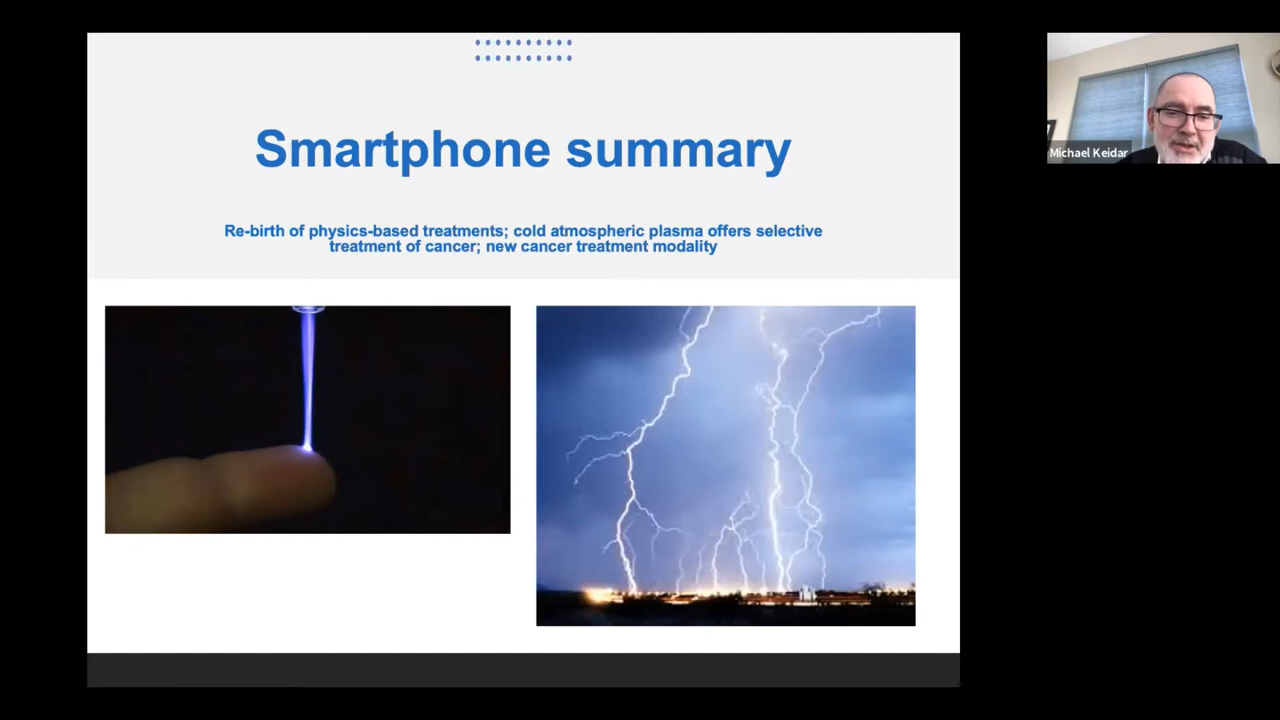 Smartphone summary
Re-birth of physics-based treatments; cold atmospheric plasma offers selective
treatment of cancer; new cancer treatment modality
Michael Keidar